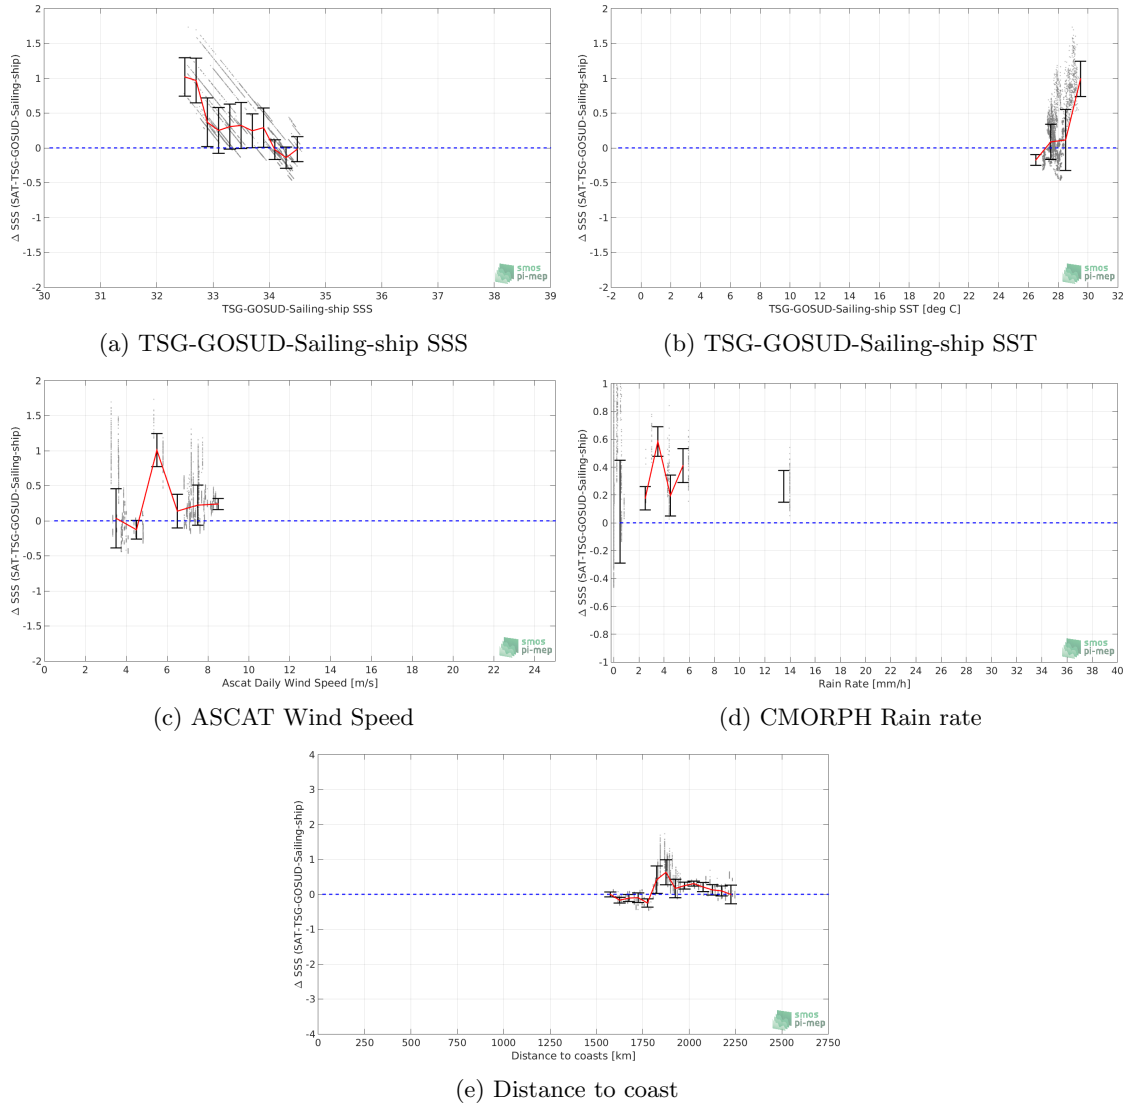 2
1.5
1
0.5
0
-0.5
-1
-1.5
-2
Δ SSS (SAT-TSG-GOSUD-Sailing-ship)
30 31 32 33 34 35 36 37 38 39
TSG-GOSUD-Sailing-ship SSS
smos
pi-mep
(a) TSG-GOSUD-Sailing-ship SSS
2
1.5
1
0.5
0
-0.5
-1
-1.5
-2
Δ SSS (SAT-TSG-GOSUD-Sailing-ship)
-2 0 2 4 6 8 10 12 14 16 18 20 22 24 26 28 30 32
TSG-GOSUD-Sailing-ship SST [deg C]
smos
pi-mep
(b) TSG-GOSUD-Sailing-ship SST
2
1.5
1
0.5
0
-0.5
-1
-1.5
-2
Δ SSS (SAT-TSG-GOSUD-Sailing-ship)
0 2 4 6 8 10 12 14 16 18 20 22 24
Ascat Daily Wind Speed [m/s]
smos
pi-mep
(c) ASCAT Wind Speed
1
0.8
0.6
0.4
0.2
0
-0.2
-0.4
-0.6
-0.8
-1
Δ SSS (SAT-TSG-GOSUD-Sailing-ship)
0 2 4 6 8 10 12 14 16 18 20 22 24 26 28 30 32 34 36 38 40
Rain Rate [mm/h]
smos
pi-mep
(d) CMORPH Rain rate
4
3
2
1
0
-1
-2
-3
-4
Δ SSS (SAT-TSG-GOSUD-Sailing-ship)
0 250 500 750 1000 1250 1500 1750 2000 2250 2500 2750
Distance to coasts [km]
smos
pi-mep
(e) Distance to coast